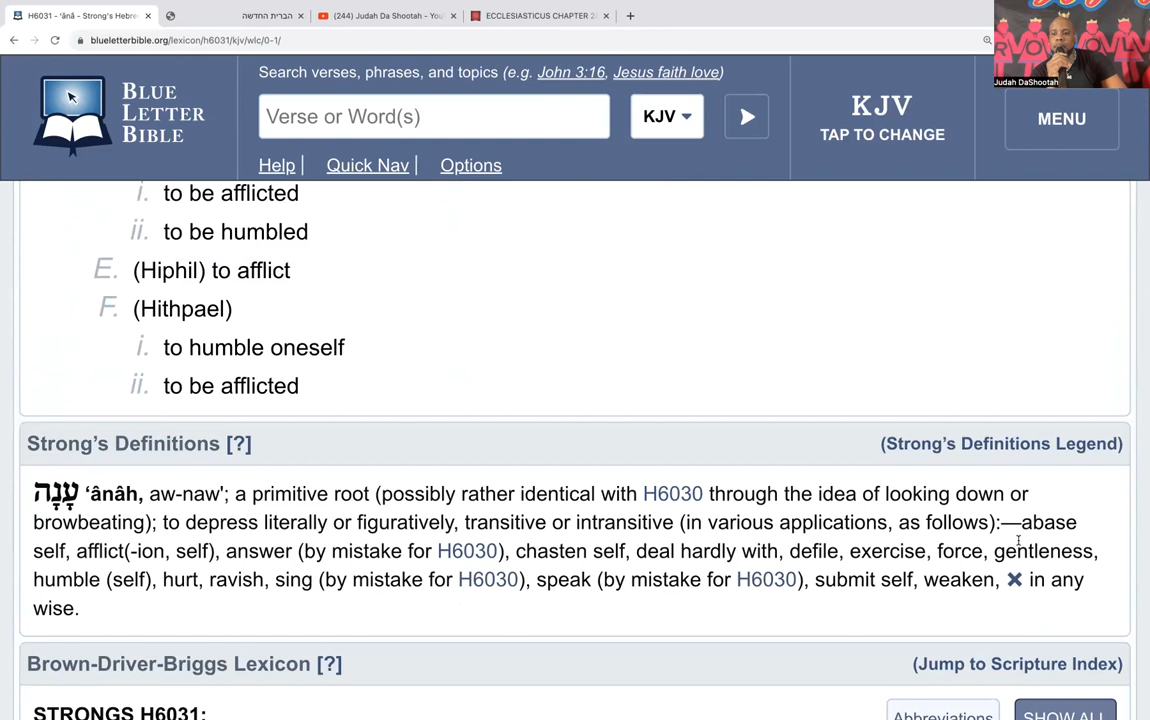 H6031 - ʻānâ - Strong's Hebre
הברית החדשה
(244) Judah Da Shootah - You
ECCLESIASTICUS CHAPTER 2
blueletterbible.org/lexicon/h6031/kjv/wlc/0-1/
Judah DaShootah
BLUE
LETTER
BIBLE
Search verses, phrases, and topics (e.g. John 3:16, Jesus faith love)
Verse or Word(s)
KJV
KJV
TAP TO CHANGE
MENU
Help | Quick Nav | Options
i. to be afflicted
ii. to be humbled
E. (Hiphil) to afflict
F. (Hithpael)
i. to humble oneself
ii. to be afflicted
Strong's Definitions [?]
(Strong's Definitions Legend)
עָנָה ʻânâh, aw-naw'; a primitive root (possibly rather identical with H6030 through the idea of looking down or
browbeating); to depress literally or figuratively, transitive or intransitive (in various applications, as follows):—abase
self, afflict(-ion, self), answer (by mistake for H6030), chasten self, deal hardly with, defile, exercise, force, gentleness,
humble (self), hurt, ravish, sing (by mistake for H6030), speak (by mistake for H6030), submit self, weaken, × in any
wise.
Brown-Driver-Briggs Lexicon [?]
(Jump to Scripture Index)
STRONGS H6031:
Abbreviations
SHOW ALL